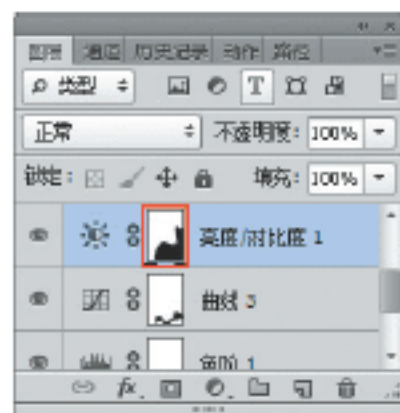 图层 通道 历史记录 动作 路径
类型
T
正常 不透明度: 100%
锁定: 填充: 100%
亮度/对比度 1
曲线 3
色阶 1
fx